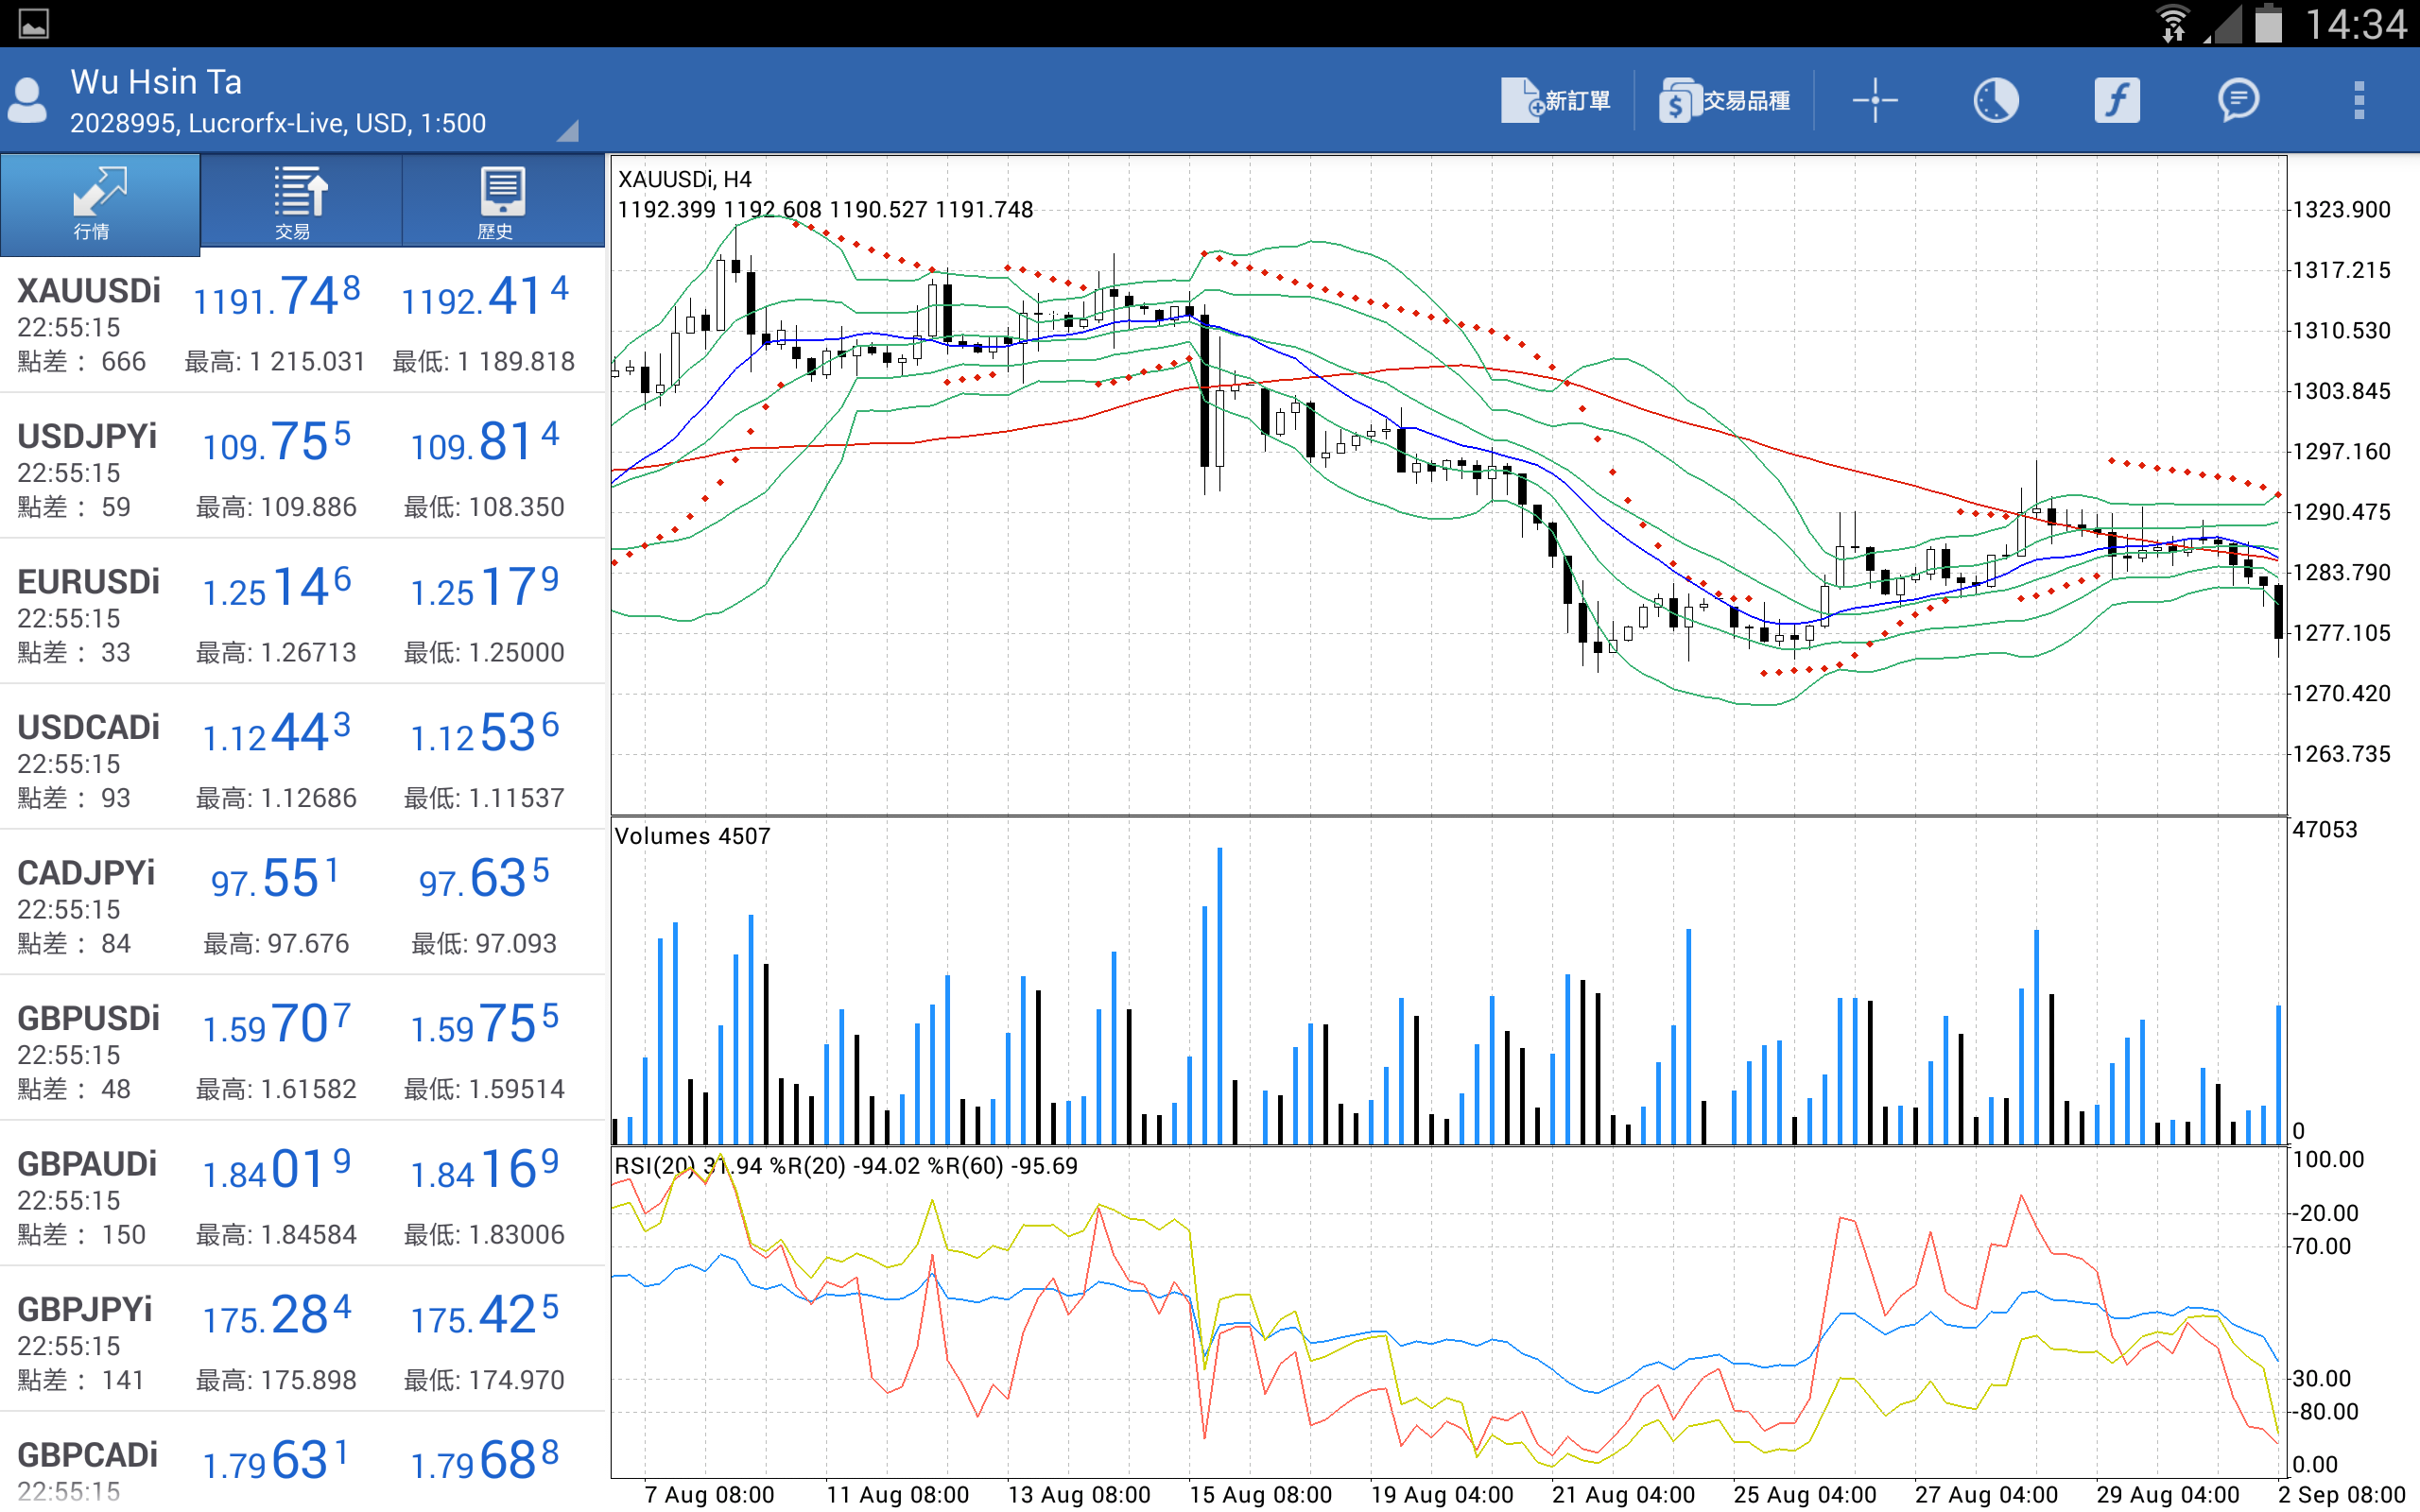 14:34
Wu Hsin Ta
2028995, Lucrorfx-Live, USD, 1:500
新訂單
交易品種
行情
交易
歷史
XAUUSDi 1191.748 1192.414
22:55:15
點差： 666 最高: 1 215.031 最低: 1 189.818
USDJPYi 109.755 109.814
22:55:15
點差： 59 最高: 109.886 最低: 108.350
EURUSDi 1.25146 1.25179
22:55:15
點差： 33 最高: 1.26713 最低: 1.25000
USDCADi 1.12443 1.12536
22:55:15
點差： 93 最高: 1.12686 最低: 1.11537
CADJPYi 97.551 97.635
22:55:15
點差： 84 最高: 97.676 最低: 97.093
GBPUSDi 1.59707 1.59755
22:55:15
點差： 48 最高: 1.61582 最低: 1.59514
GBPAUDi 1.84019 1.84169
22:55:15
點差： 150 最高: 1.84584 最低: 1.83006
GBPJPYi 175.284 175.425
22:55:15
點差： 141 最高: 175.898 最低: 174.970
GBPCADi 1.79631 1.79688
22:55:15
XAUUSDi, H4
1192.399 1192.608 1190.527 1191.748
1323.900
1317.215
1310.530
1303.845
1297.160
1290.475
1283.790
1277.105
1270.420
1263.735
Volumes 4507
47053
0
RSI(20) 31.94 %R(20) -94.02 %R(60) -95.69
100.00
-20.00
70.00
30.00
-80.00
0.00
7 Aug 08:00 11 Aug 08:00 13 Aug 08:00 15 Aug 08:00 19 Aug 04:00 21 Aug 04:00 25 Aug 04:00 27 Aug 04:00 29 Aug 04:00 2 Sep 08:00